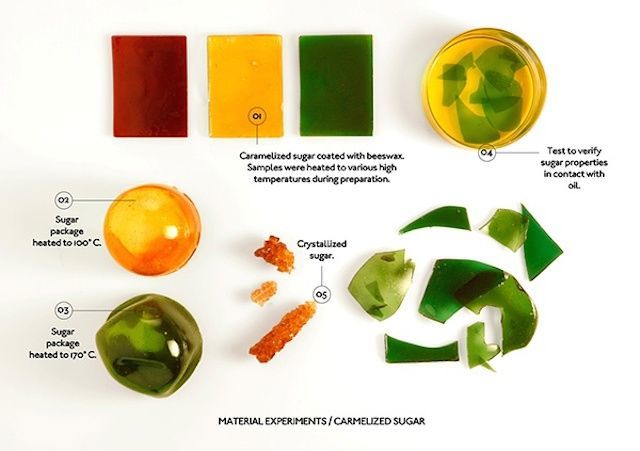 01
Caramelized sugar coated with beeswax.
Samples were heated to various high
temperatures during preparation.
04
Test to verify
sugar properties
in contact with
oil.
02
Sugar
package
heated to 100° C.
Crystallized
sugar.
05
03
Sugar
package
heated to 170° C.
MATERIAL EXPERIMENTS / CARMELIZED SUGAR